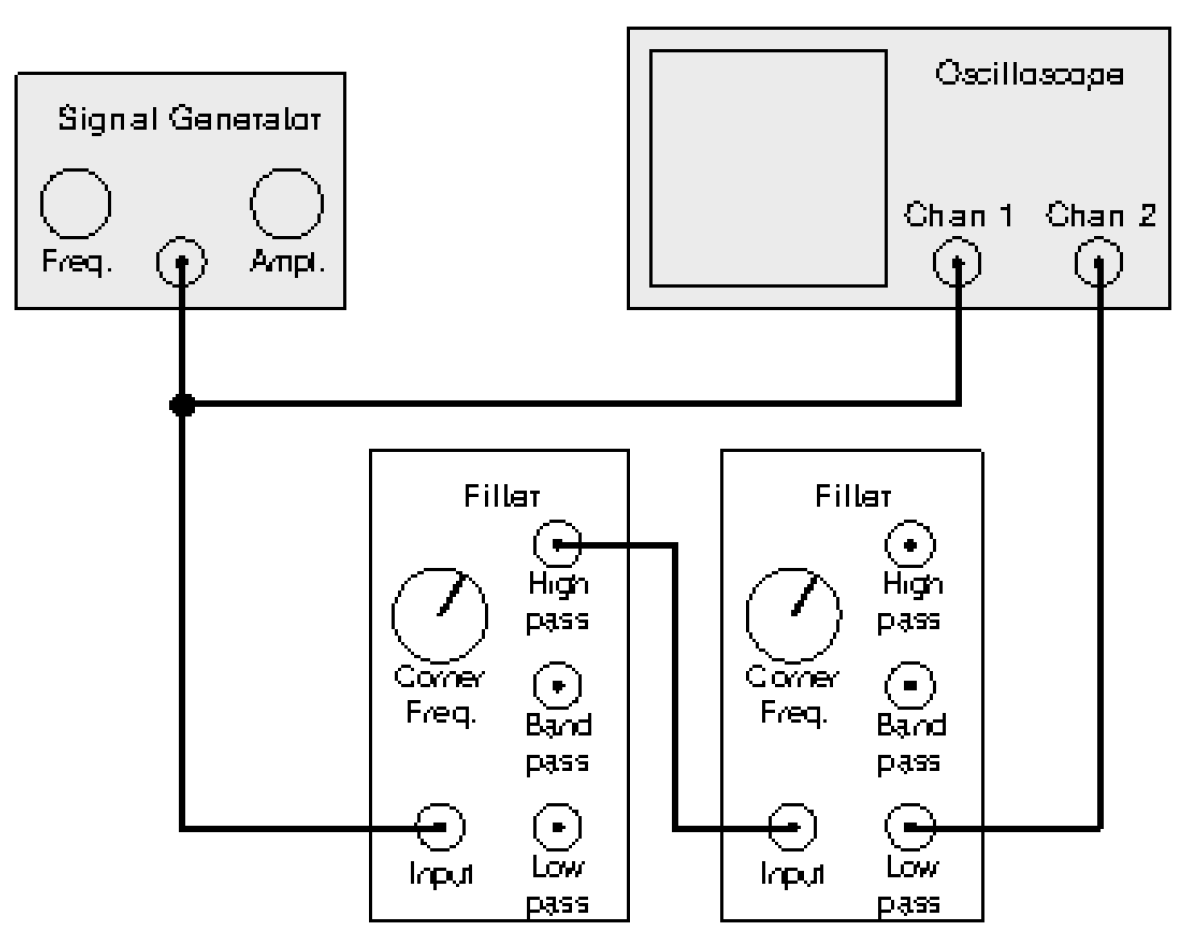 Signal Generator
Freq.
Ampl.
Oscilloscope
Chan 1
Chan 2
Filter
High
pass
Corner
Freq.
Band
pass
Input
Low
pass
Filter
High
pass
Corner
Freq.
Band
pass
Input
Low
pass